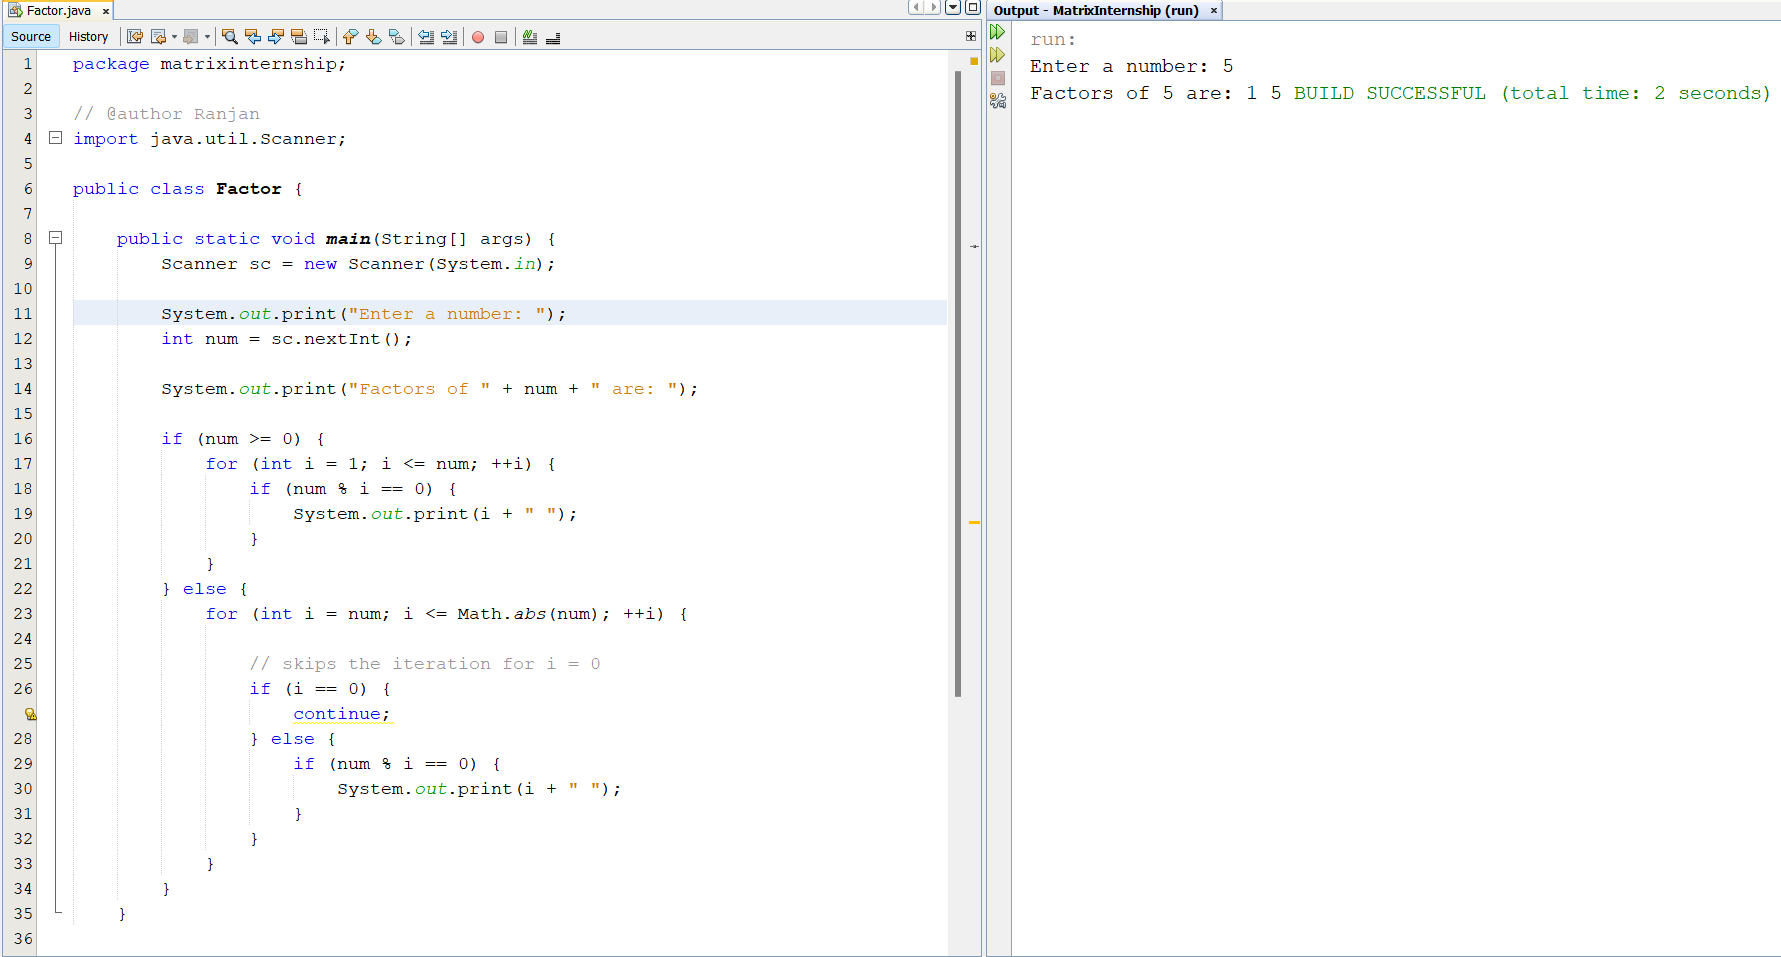 Factor.java
Source History
1 package matrixinternship;
2
3 // @author Ranjan
4 import java.util.Scanner;
5
6 public class Factor {
7
8     public static void main(String[] args) {
9         Scanner sc = new Scanner(System.in);
10
11         System.out.print("Enter a number: ");
12         int num = sc.nextInt();
13
14         System.out.print("Factors of " + num + " are: ");
15
16         if (num >= 0) {
17             for (int i = 1; i <= num; ++i) {
18                 if (num % i == 0) {
19                     System.out.print(i + " ");
20                 }
21             }
22         } else {
23             for (int i = num; i <= Math.abs(num); ++i) {
24
25                 // skips the iteration for i = 0
26                 if (i == 0) {
                    continue;
28                 } else {
29                     if (num % i == 0) {
30                         System.out.print(i + " ");
31                     }
32                 }
33             }
34         }
35     }
36
Output - MatrixInternship (run)
run:
Enter a number: 5
Factors of 5 are: 1 5 BUILD SUCCESSFUL (total time: 2 seconds)